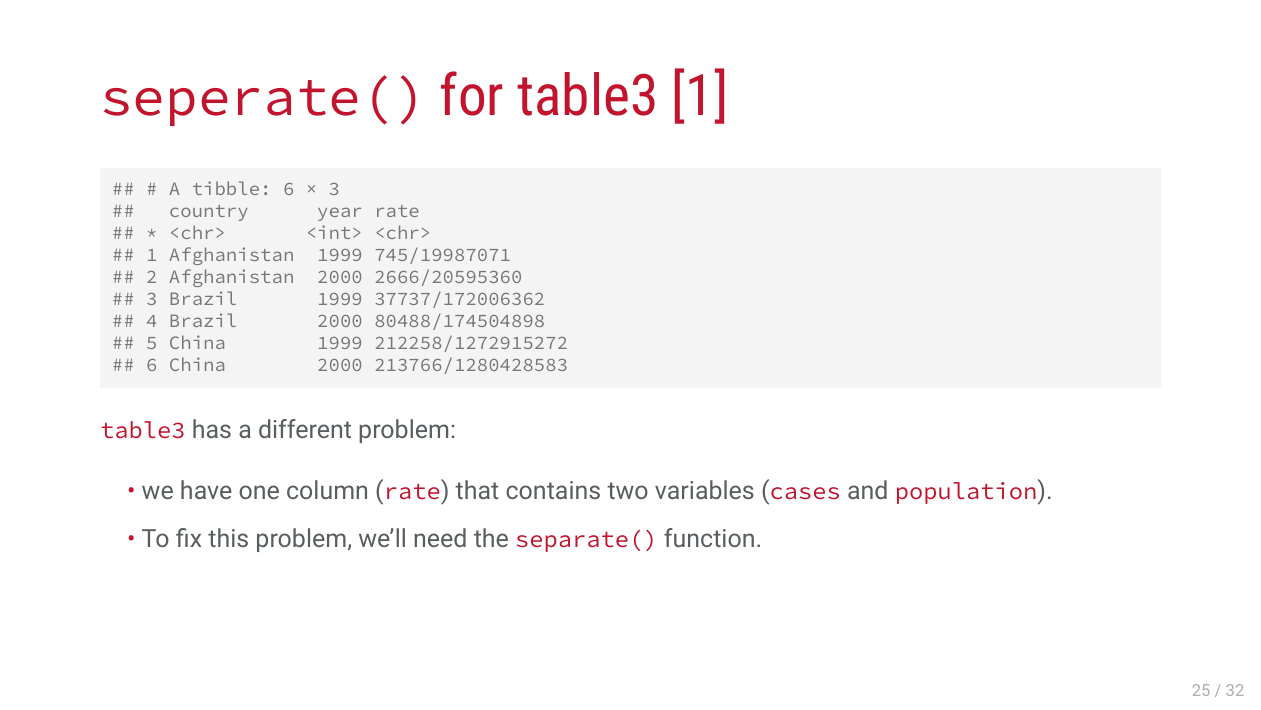 seperate() for table3 [1]
## # A tibble: 6 × 3
##   country      year rate
## * <chr>       <int> <chr>
## 1 Afghanistan  1999 745/19987071
## 2 Afghanistan  2000 2666/20595360
## 3 Brazil       1999 37737/172006362
## 4 Brazil       2000 80488/174504898
## 5 China        1999 212258/1272915272
## 6 China        2000 213766/1280428583
table3 has a different problem:
• we have one column (rate) that contains two variables (cases and population).
• To fix this problem, we’ll need the separate() function.
25 / 32